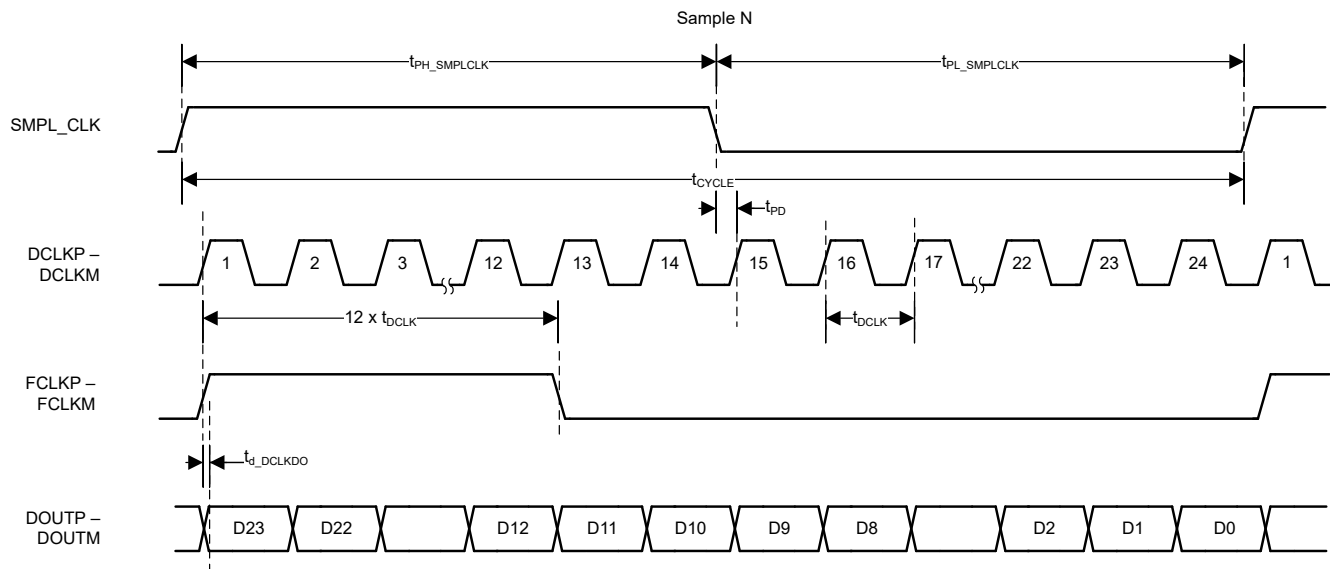 Sample N
tPH_SMPLCLK
tPL_SMPLCLK
SMPL_CLK
tCYCLE
tPD
DCLKP –
DCLKM
1 2 3 12 13 14 15 16 17 22 23 24 1
12 x tDCLK
tDCLK
FCLKP –
FCLKM
td_DCLKDO
DOUTP –
DOUTM
D23 D22 D12 D11 D10 D9 D8 D2 D1 D0